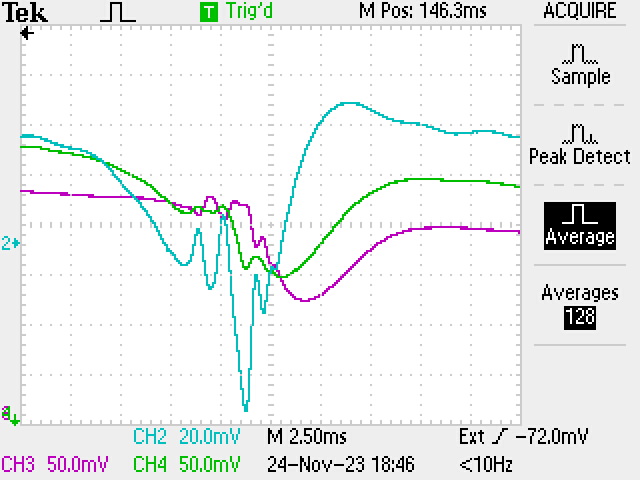 Tek T Trig'd M Pos: 146.3ms ACQUIRE
Sample
Peak Detect
Average
Averages
128
2
CH2 20.0mV M 2.50ms Ext −72.0mV
CH3 50.0mV CH4 50.0mV 24-Nov-23 18:46 <10Hz